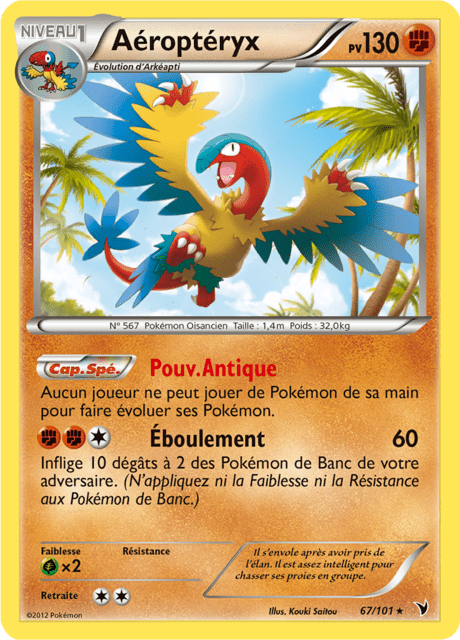 NIVEAU 1
Aéroptéryx
PV 130
Évolution d'Arkéapti
N° 567 Pokémon Oisancien Taille : 1,4m Poids : 32,0kg
Cap.Spé. Pouv.Antique
Aucun joueur ne peut jouer de Pokémon de sa main
pour faire évoluer ses Pokémon.
Éboulement 60
Inflige 10 dégâts à 2 des Pokémon de Banc de votre
adversaire. (N'appliquez ni la Faiblesse ni la Résistance
aux Pokémon de Banc.)
Faiblesse Résistance
×2
Retraite
Il s'envole après avoir pris de
l'élan. Il est assez intelligent pour
chasser ses proies en groupe.
©2012 Pokémon Illus. Kouki Saitou 67/101 ★